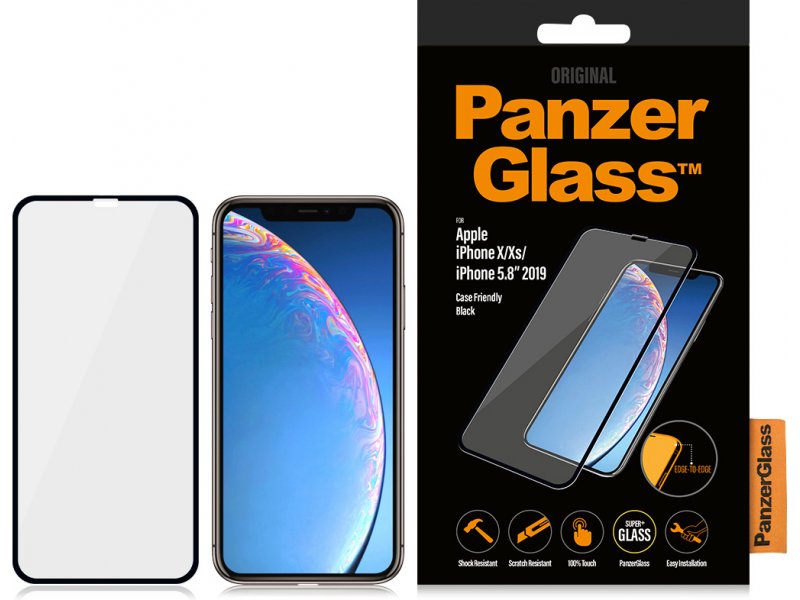 ORIGINAL
Panzer
Glass™
FOR
Apple
iPhone X/Xs/
iPhone 5.8” 2019
Case Friendly
Black
EDGE-TO-EDGE
SUPER+
GLASS
Shock Resistant
Scratch Resistant
100% Touch
PanzerGlass
Easy Installation
PanzerGlass